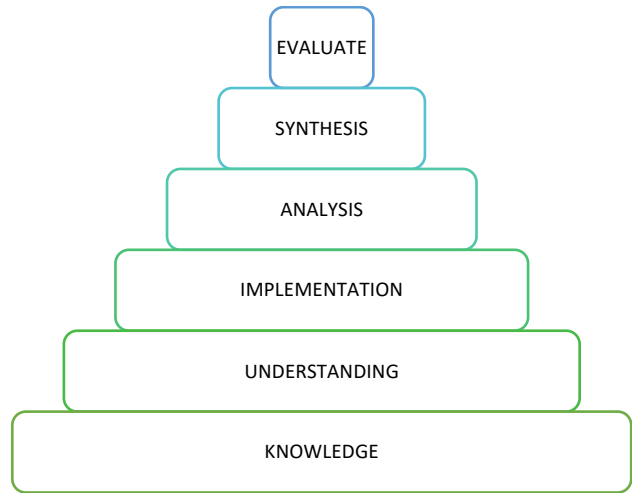 EVALUATE
SYNTHESIS
ANALYSIS
IMPLEMENTATION
UNDERSTANDING
KNOWLEDGE